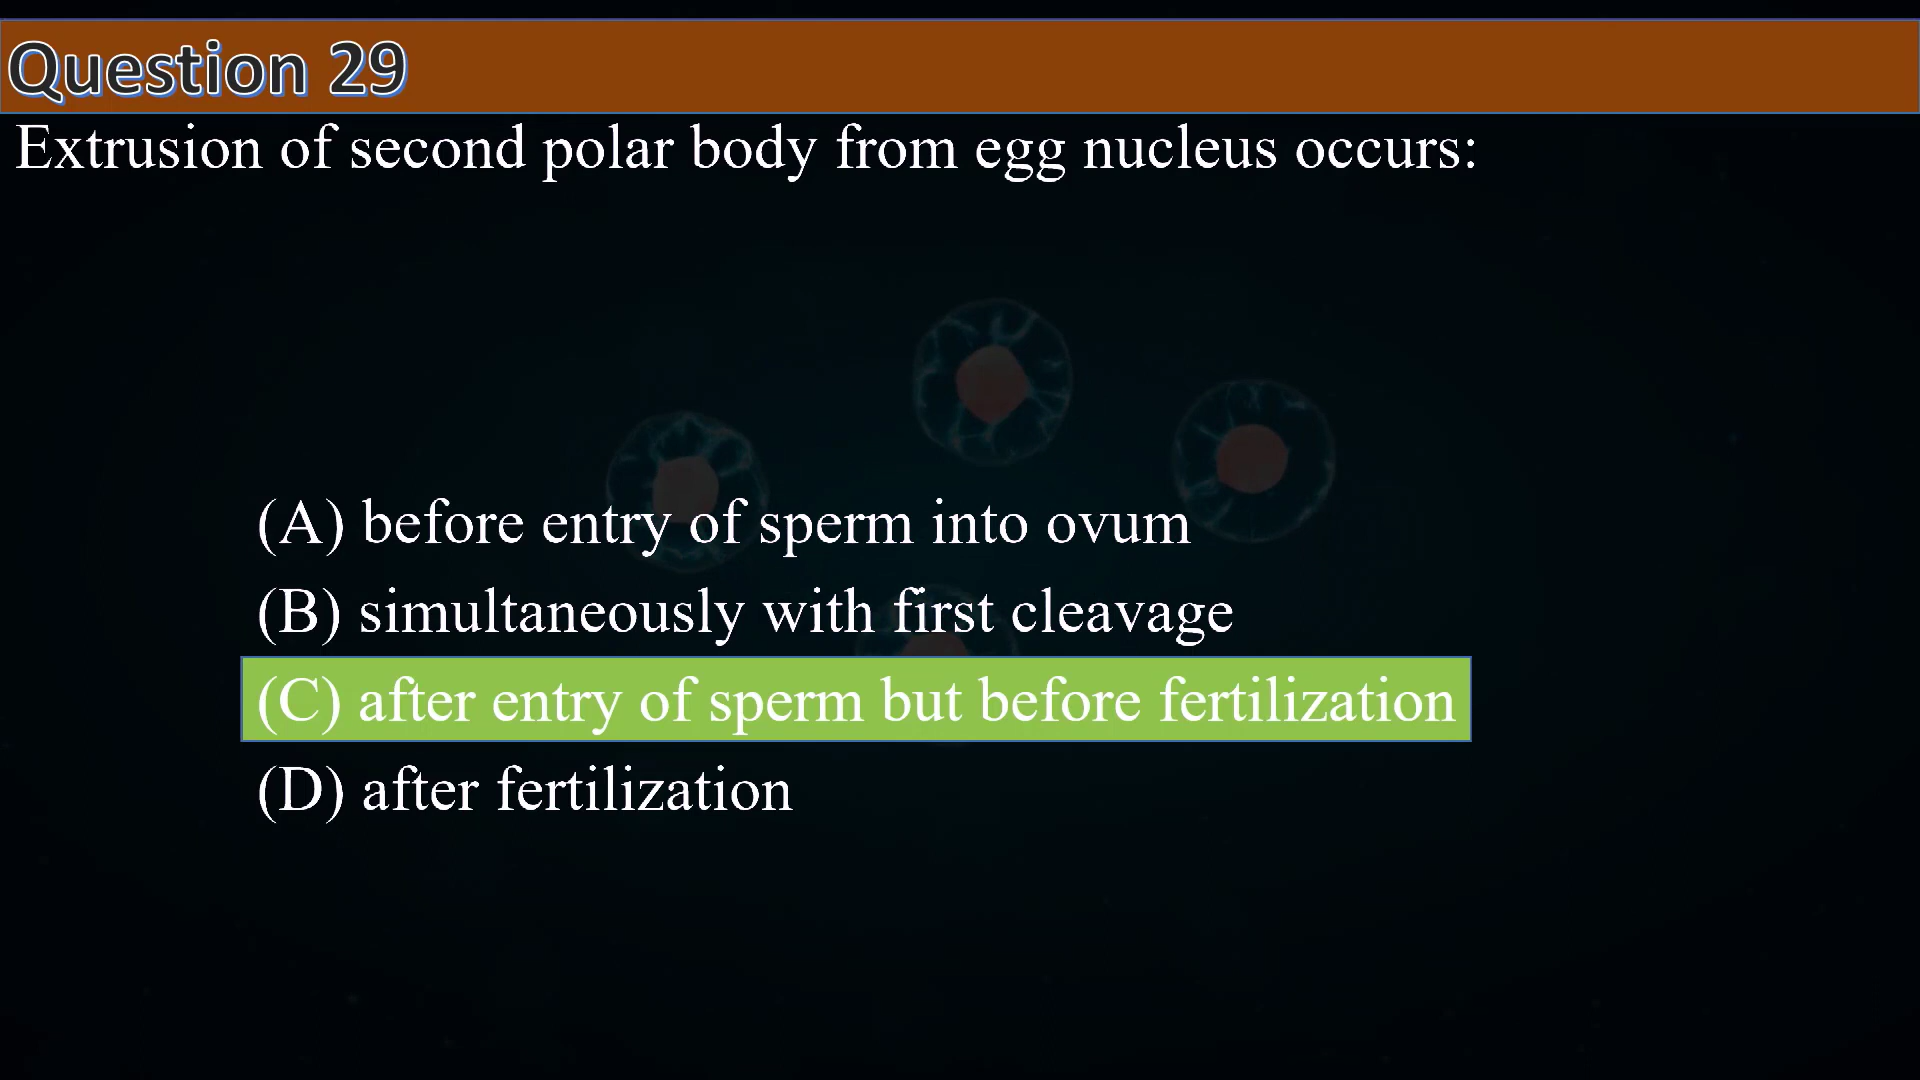 Question 29
Extrusion of second polar body from egg nucleus occurs:
(A) before entry of sperm into ovum
(B) simultaneously with first cleavage
(C) after entry of sperm but before fertilization
(D) after fertilization